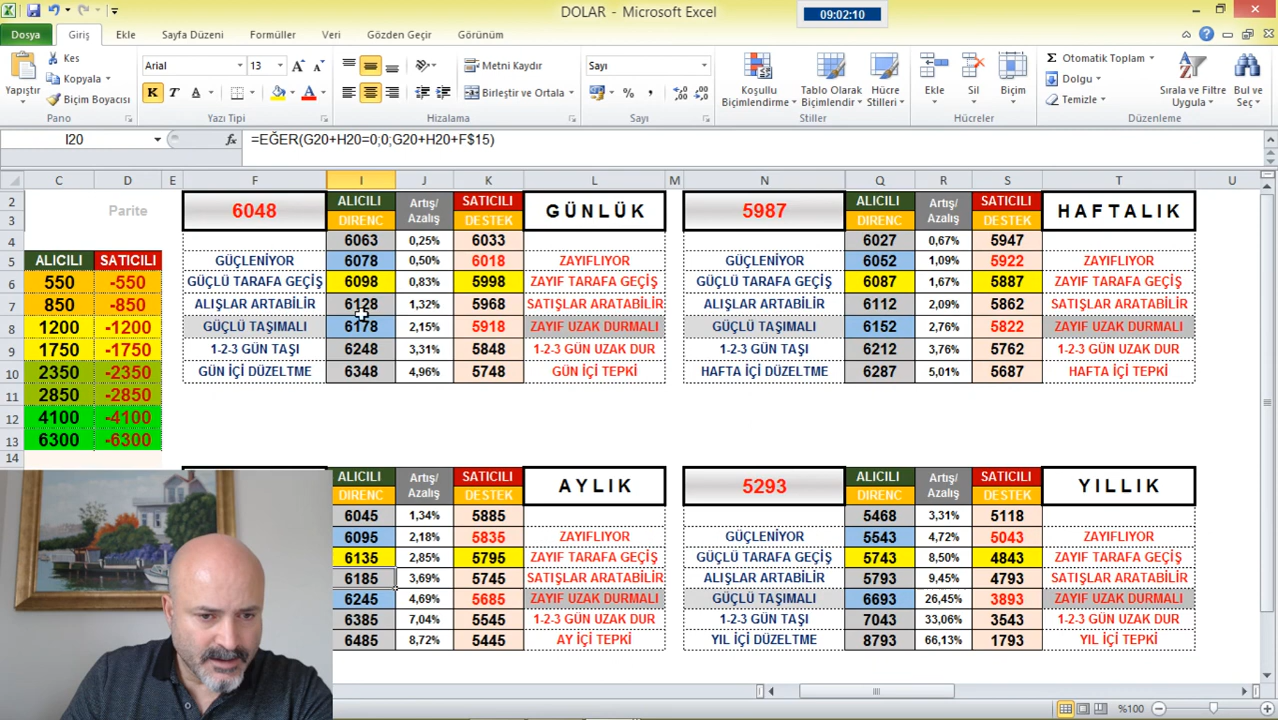 DOLAR - Microsoft Excel
09:02:10
Dosya Giriş Ekle Sayfa Düzeni Formüller Veri Gözden Geçir Görünüm
Yapıştır
Kes
Kopyala
Biçim Boyacısı
Pano
Arial 13
K T A
Yazı Tipi
Metni Kaydır
Birleştir ve Ortala
Hizalama
Sayı
Sayı
Koşullu Biçimlendirme
Tablo Olarak Biçimlendir
Hücre Stilleri
Stiller
Ekle Sil Biçim
Hücreler
Otomatik Toplam
Dolgu
Temizle
Sırala ve Filtre Uygula
Bul ve Seç
Düzenleme
I20 fx =EĞER(G20+H20=0;0;G20+H20+F$15)
C D E F I J K L M N Q R S T U
2 3 4 5 6 7 8 9 10 11 12 13 14
Parite
ALICILI SATICILI
550 -550
850 -850
1200 -1200
1750 -1750
2350 -2350
2850 -2850
4100 -4100
6300 -6300
6048 ALICILI DİRENC Artış/Azalış SATICILI DESTEK GÜNLÜK
6063 0,25% 6033
GÜÇLENİYOR 6078 0,50% 6018 ZAYIFLIYOR
GÜÇLÜ TARAFA GEÇİŞ 6098 0,83% 5998 ZAYIF TARAFA GEÇİŞ
ALIŞLAR ARTABİLİR 6128 1,32% 5968 SATIŞLAR ARATABİLİR
GÜÇLÜ TAŞIMALI 6178 2,15% 5918 ZAYIF UZAK DURMALI
1-2-3 GÜN TAŞI 6248 3,31% 5848 1-2-3 GÜN UZAK DUR
GÜN İÇİ DÜZELTME 6348 4,96% 5748 GÜN İÇİ TEPKİ
5987 ALICILI DİRENC Artış/Azalış SATICILI DESTEK HAFTALIK
6027 0,67% 5947
GÜÇLENİYOR 6052 1,09% 5922 ZAYIFLIYOR
GÜÇLÜ TARAFA GEÇİŞ 6087 1,67% 5887 ZAYIF TARAFA GEÇİŞ
ALIŞLAR ARTABİLİR 6112 2,09% 5862 SATIŞLAR ARATABİLİR
GÜÇLÜ TAŞIMALI 6152 2,76% 5822 ZAYIF UZAK DURMALI
1-2-3 GÜN TAŞI 6212 3,76% 5762 1-2-3 GÜN UZAK DUR
HAFTA İÇİ DÜZELTME 6287 5,01% 5687 HAFTA İÇİ TEPKİ
ALICILI DİRENC Artış/Azalış SATICILI DESTEK AYLIK
6045 1,34% 5885
6095 2,18% 5835 ZAYIFLIYOR
6135 2,85% 5795 ZAYIF TARAFA GEÇİŞ
6185 3,69% 5745 SATIŞLAR ARATABİLİR
6245 4,69% 5685 ZAYIF UZAK DURMALI
6385 7,04% 5545 1-2-3 GÜN UZAK DUR
6485 8,72% 5445 AY İÇİ TEPKİ
5293 ALICILI DİRENC Artış/Azalış SATICILI DESTEK YILLIK
5468 3,31% 5118
GÜÇLENİYOR 5543 4,72% 5043 ZAYIFLIYOR
GÜÇLÜ TARAFA GEÇİŞ 5743 8,50% 4843 ZAYIF TARAFA GEÇİŞ
ALIŞLAR ARTABİLİR 5793 9,45% 4793 SATIŞLAR ARATABİLİR
GÜÇLÜ TAŞIMALI 6693 26,45% 3893 ZAYIF UZAK DURMALI
1-2-3 GÜN TAŞI 7043 33,06% 3543 1-2-3 GÜN UZAK DUR
YIL İÇİ DÜZELTME 8793 66,13% 1793 YIL İÇİ TEPKİ
%100